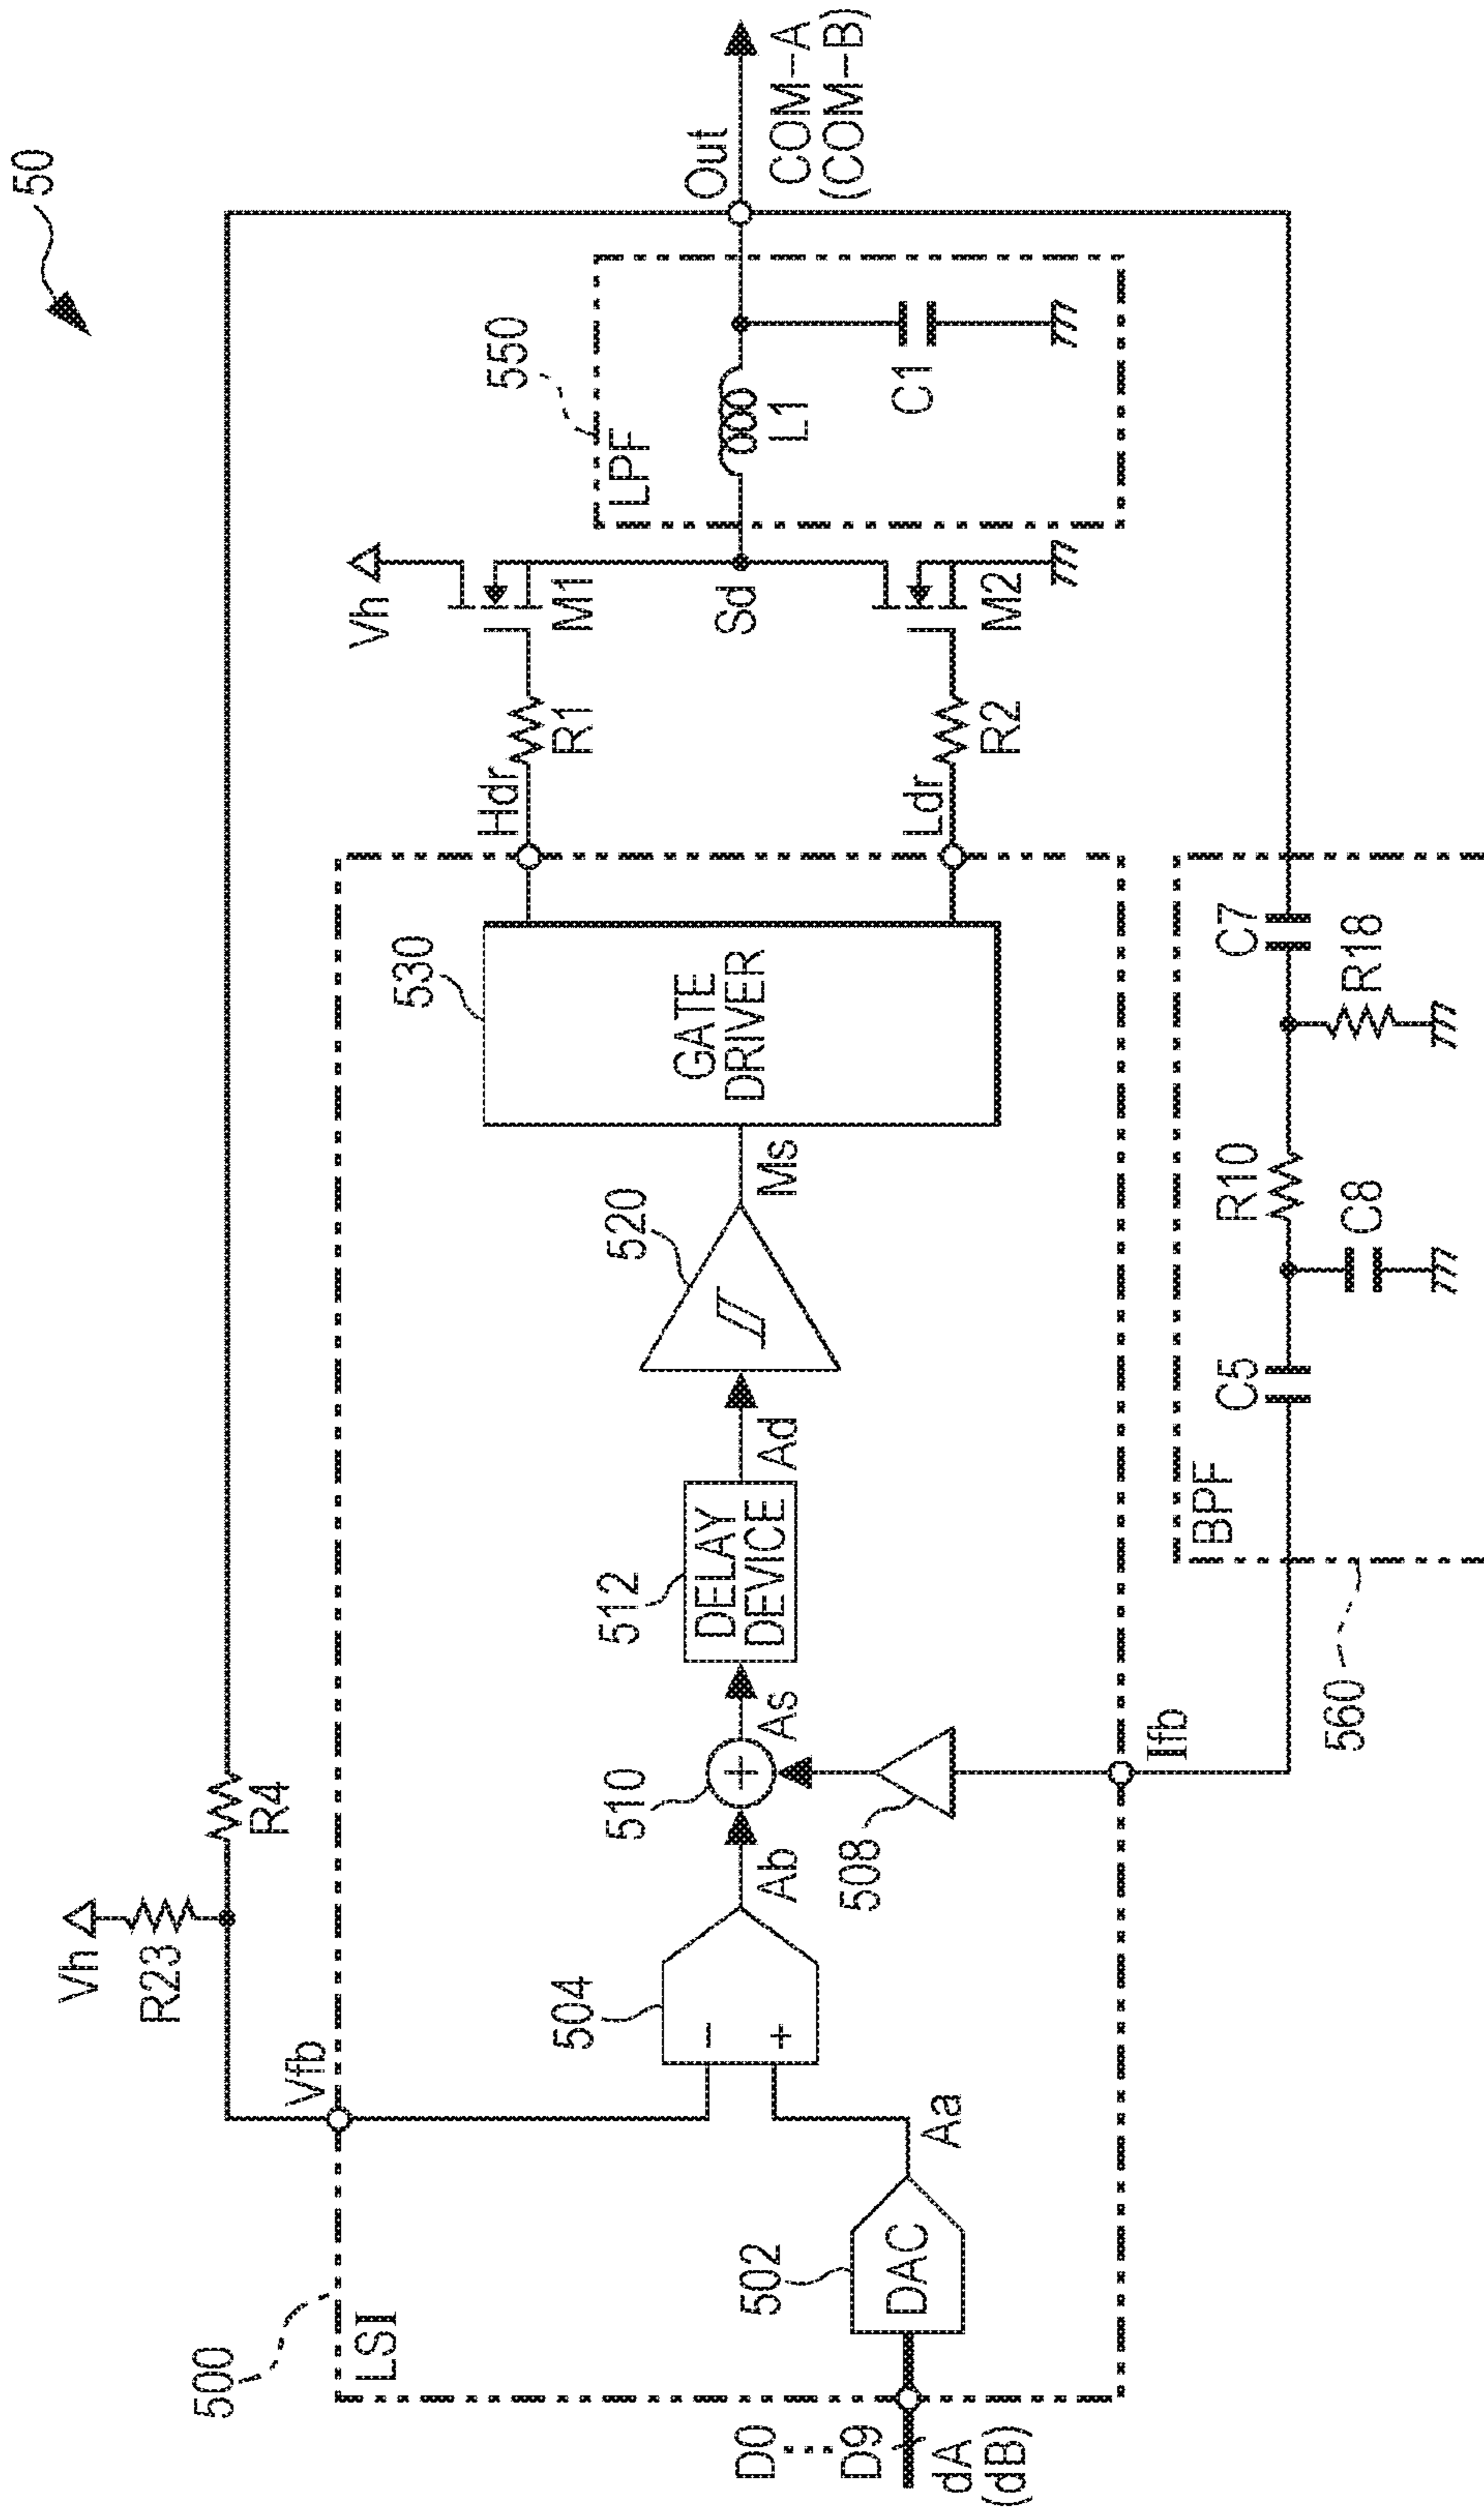 50
Vh
R23
R4
Vfb
500
LSI
D0
D9
dA
(dB)
502
DAC
Aa
504
−
+
Ab
510
+
As
508
Ifb
512
DELAY
DEVICE
Ad
520
Ms
530
GATE
DRIVER
Hdr
R1
Ldr
R2
Vh
M1
Sd
M2
550
LPF
L1
C1
Out
COM−A
(COM−B)
560
BPF
C5
C8
R10
R18
C7